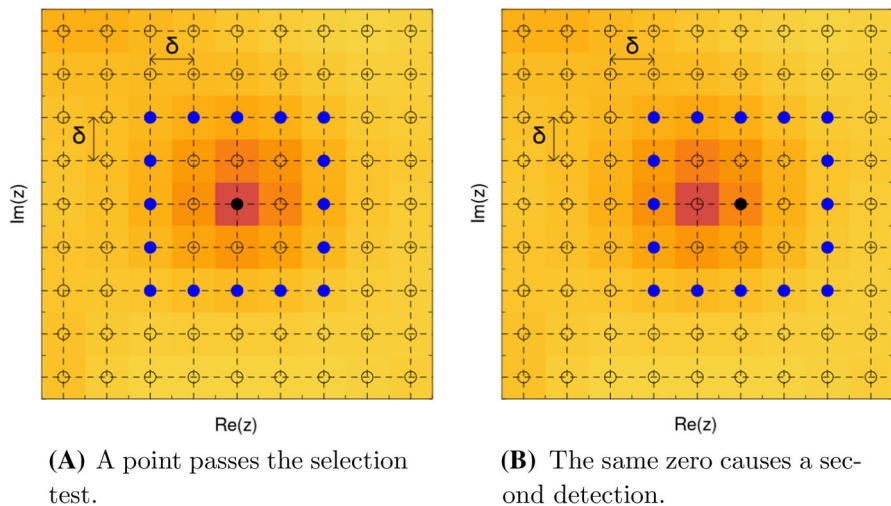 δ
δ
Im(z)
Re(z)
(A) A point passes the selection
test.
δ
δ
Im(z)
Re(z)
(B) The same zero causes a sec-
ond detection.